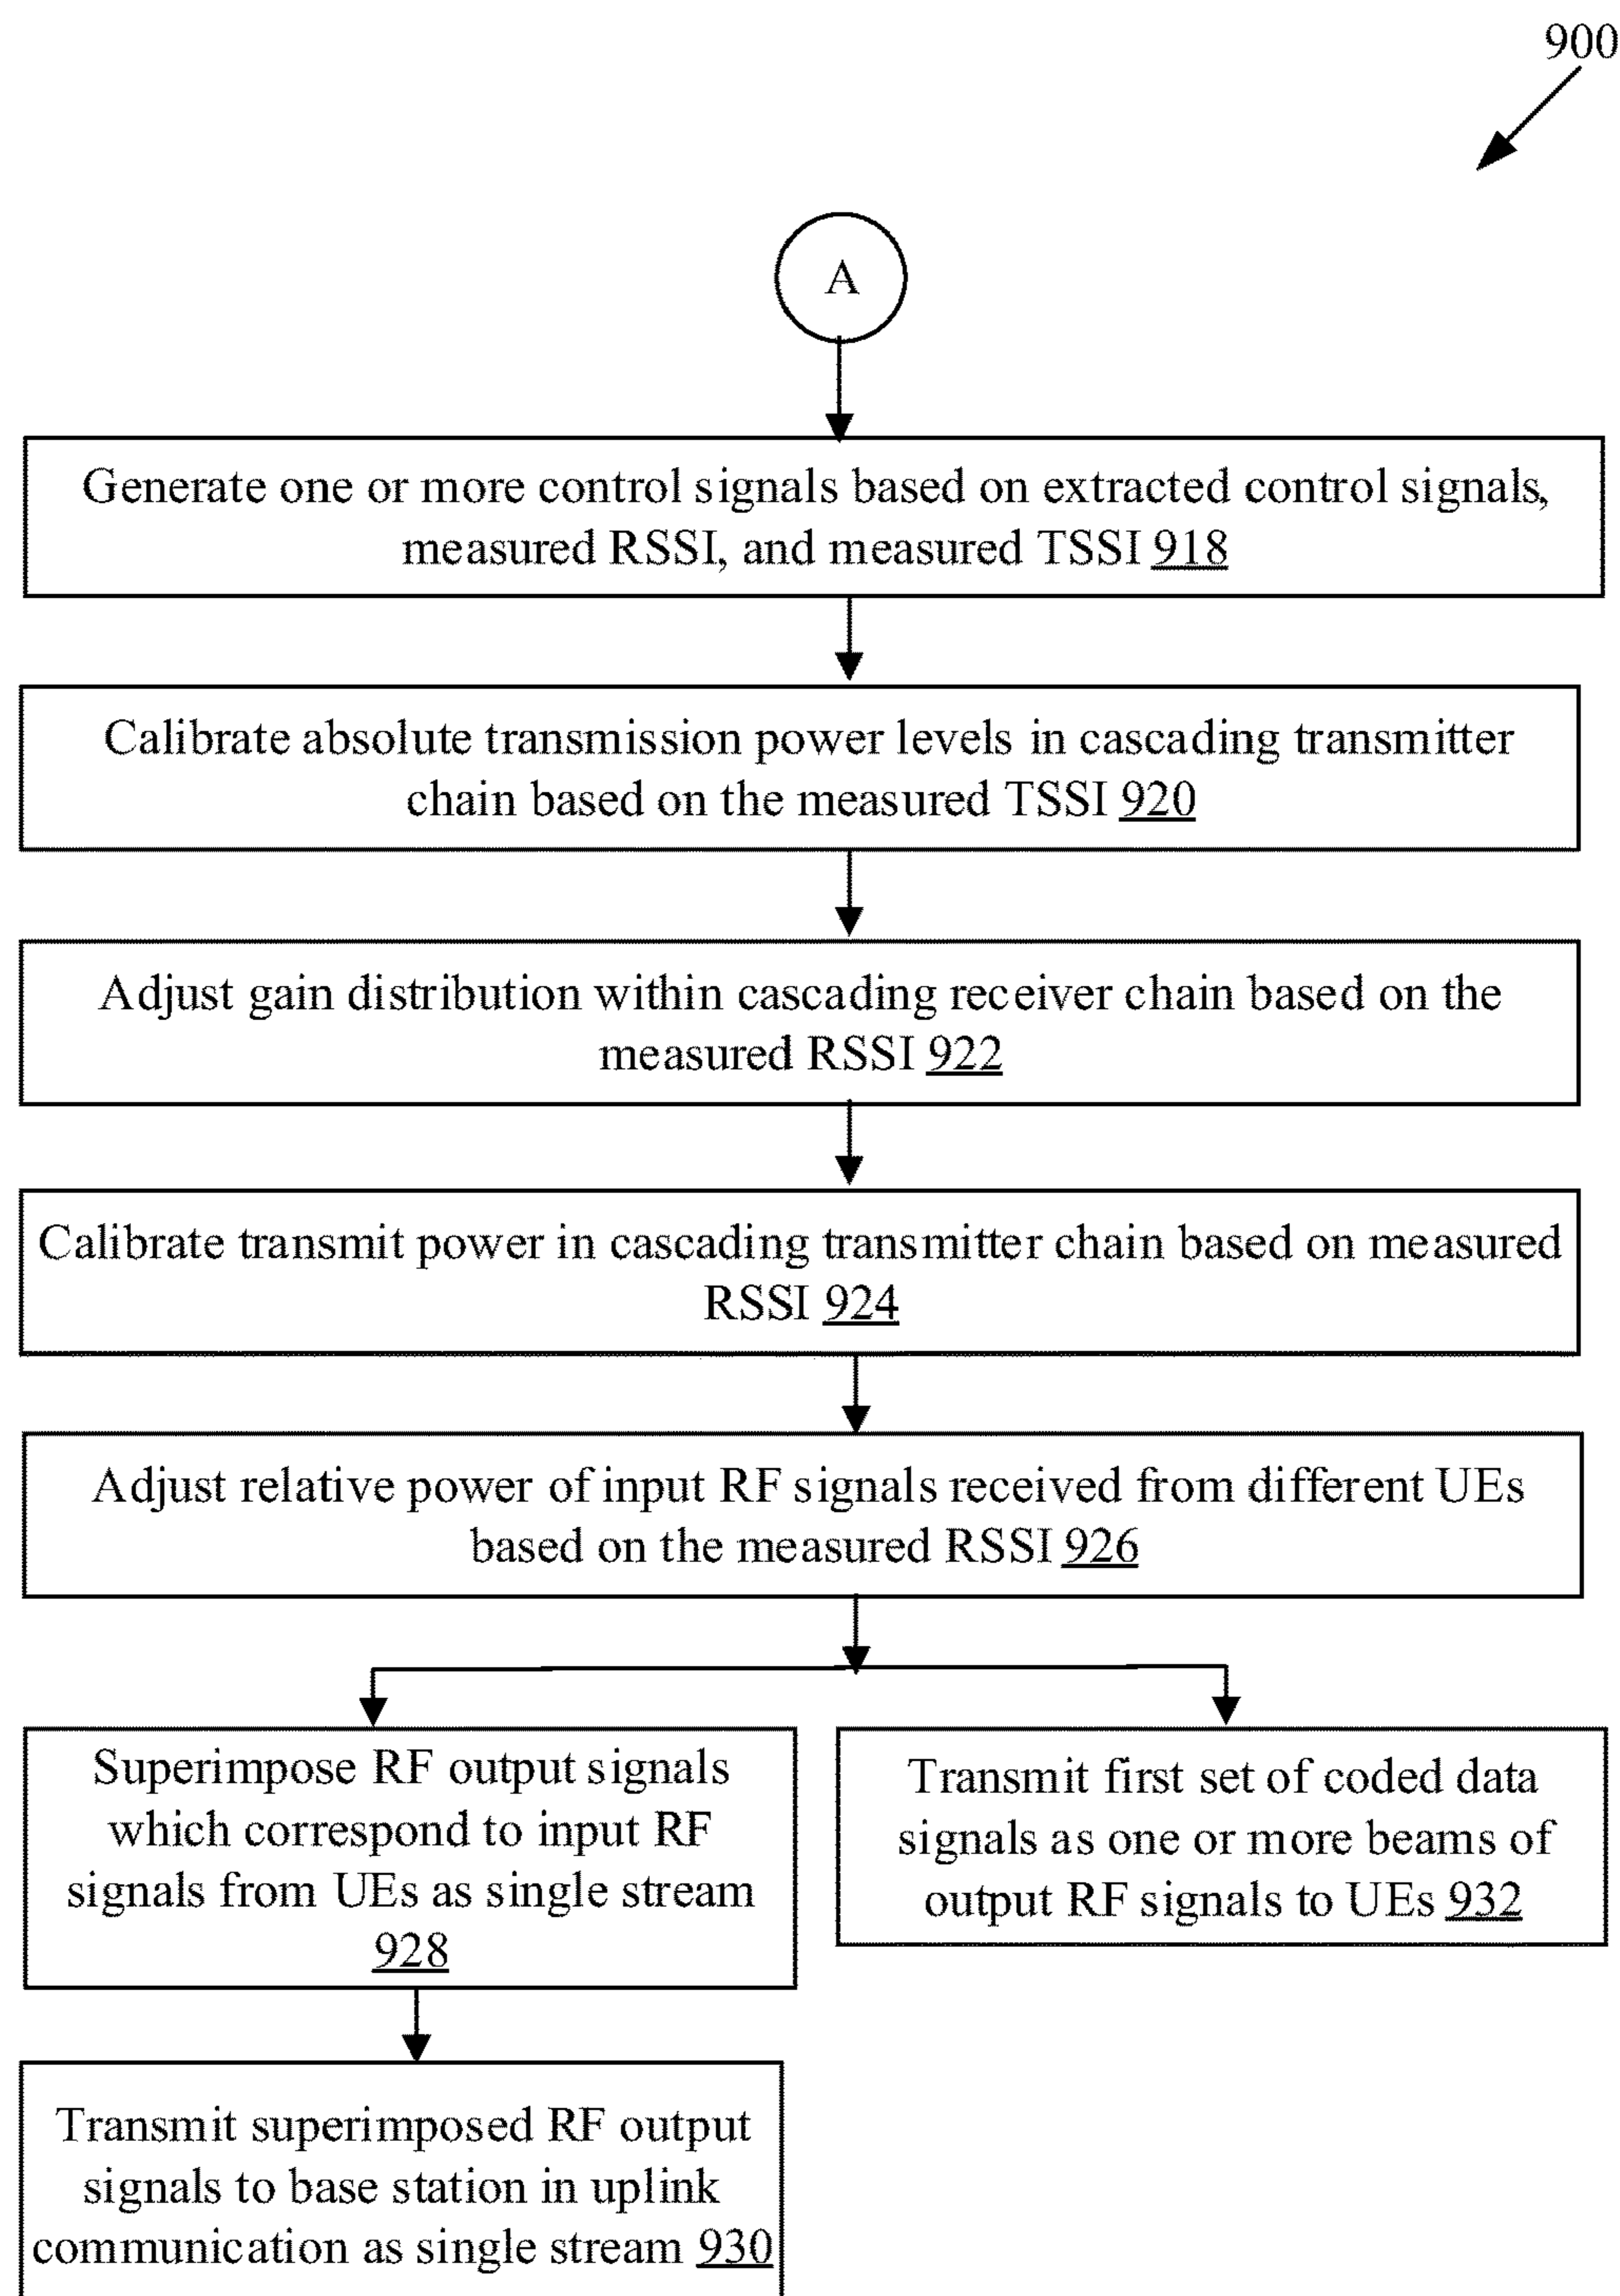 900
A
Generate one or more control signals based on extracted control signals,
measured RSSI, and measured TSSI 918
Calibrate absolute transmission power levels in cascading transmitter
chain based on the measured TSSI 920
Adjust gain distribution within cascading receiver chain based on the
measured RSSI 922
Calibrate transmit power in cascading transmitter chain based on measured
RSSI 924
Adjust relative power of input RF signals received from different UEs
based on the measured RSSI 926
Superimpose RF output signals
which correspond to input RF
signals from UEs as single stream
928
Transmit first set of coded data
signals as one or more beams of
output RF signals to UEs 932
Transmit superimposed RF output
signals to base station in uplink
communication as single stream 930